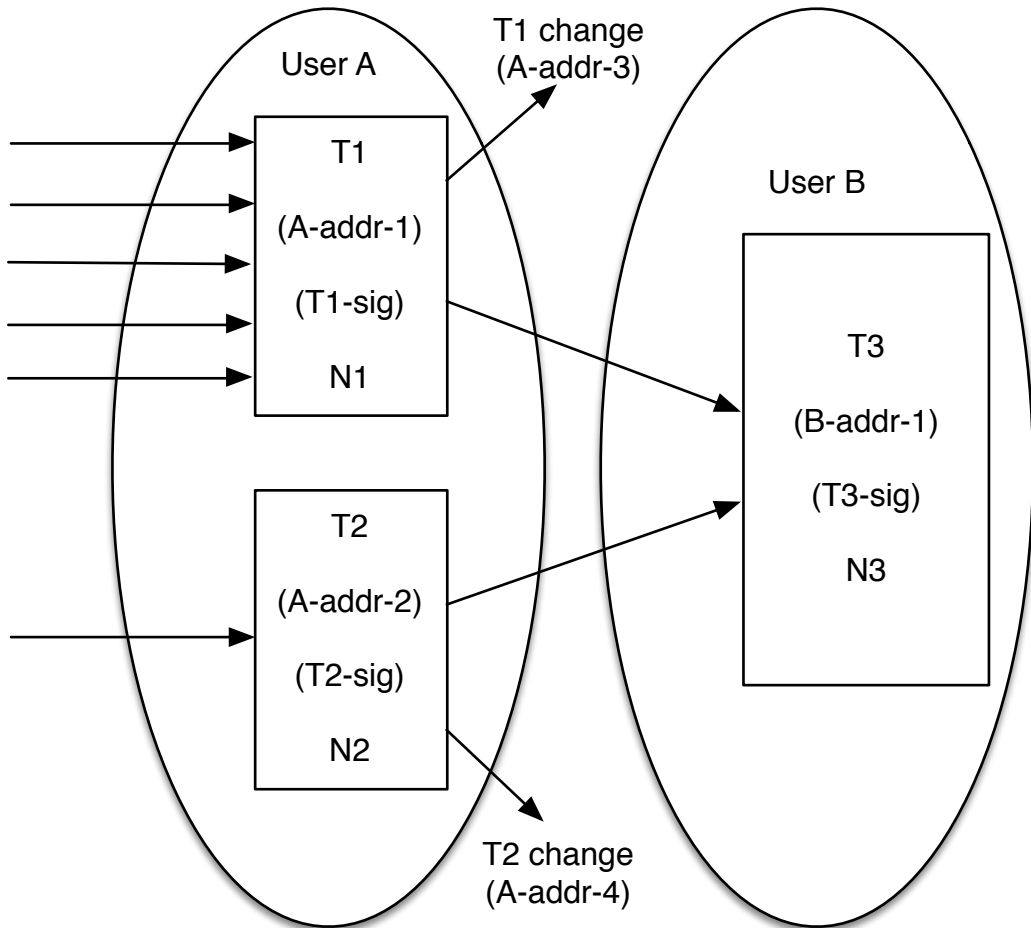 T1 change
(A-addr-3)
User A
T1
(A-addr-1)
(T1-sig)
N1
T2
(A-addr-2)
(T2-sig)
N2
T2 change
(A-addr-4)
User B
T3
(B-addr-1)
(T3-sig)
N3